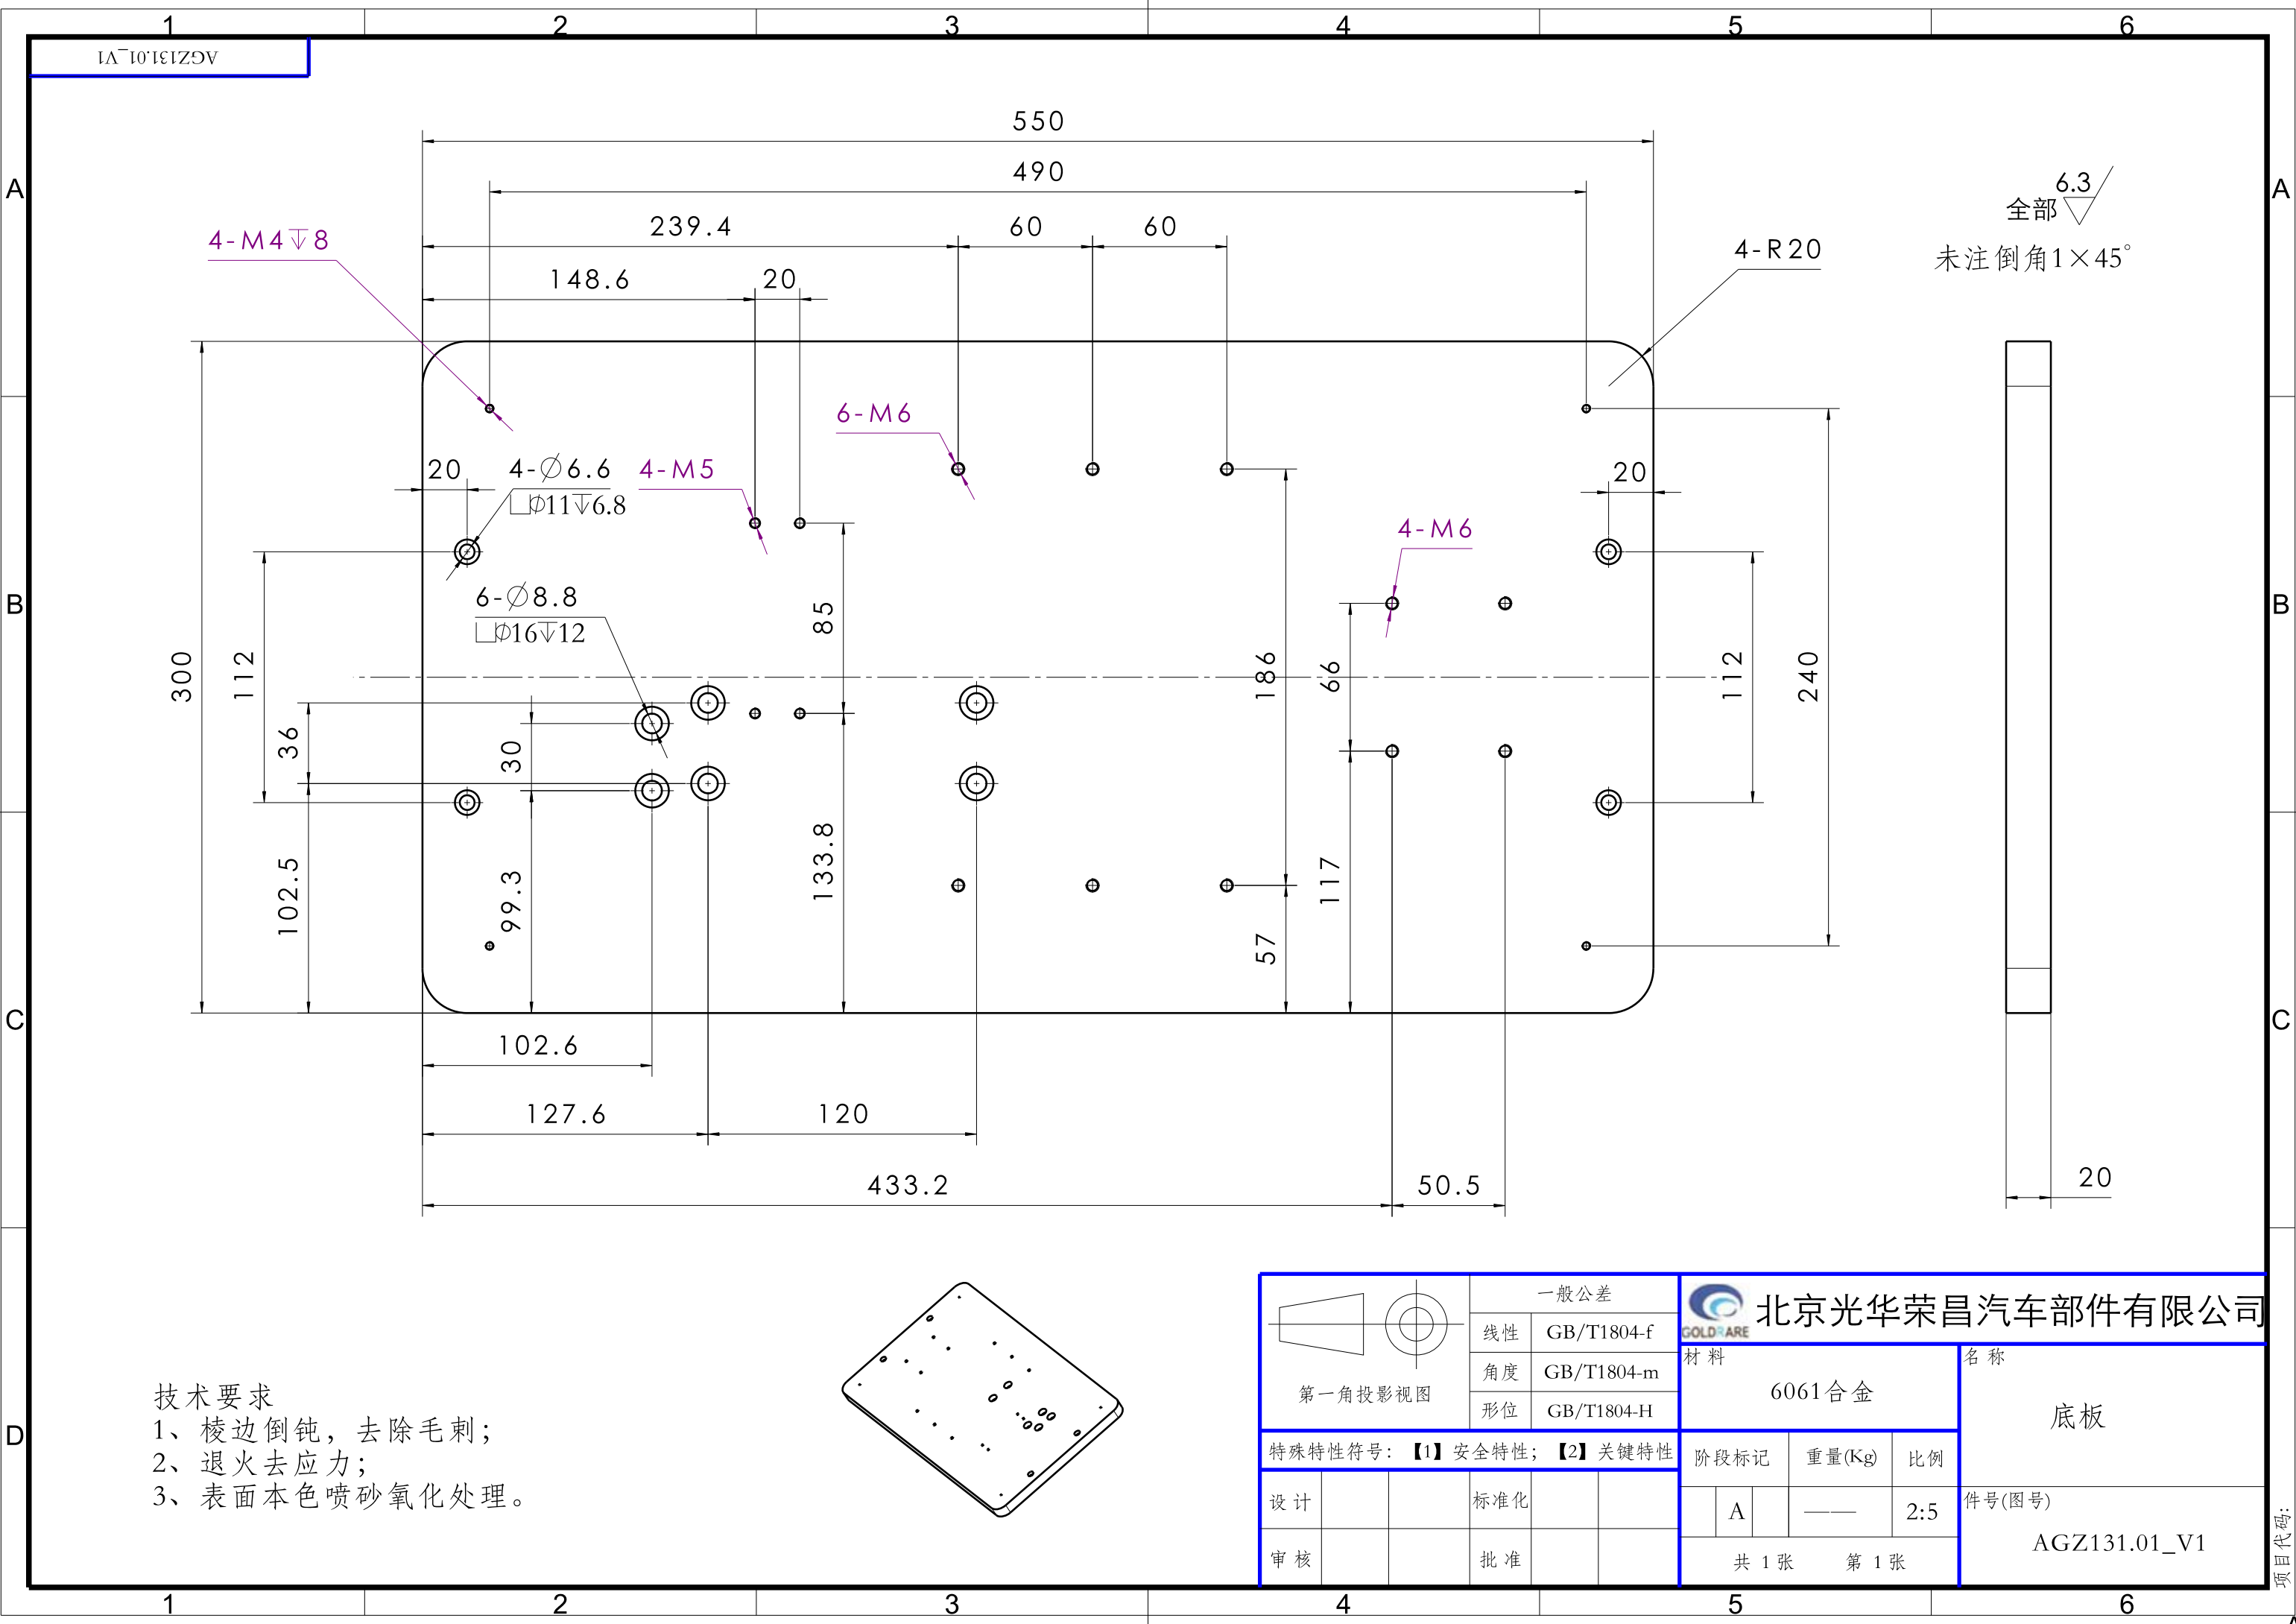 1 2 3 4 5 6
AGZ131.01_V1
550
490
239.4 60 60
4-M4↧8
148.6 20
4-R20
6.3
全部
未注倒角1×45°
A A
6-M6
20 4-∅6.6 4-M5 20
⌴∅11↧6.8
4-M6
6-∅8.8
⌴∅16↧12
B B
85
300 112 186 66 112 240
36 30
102.5 99.3 133.8 57 117
C C
102.6
127.6 120
433.2 50.5
20
技术要求
1、棱边倒钝，去除毛刺；
2、退火去应力；
3、表面本色喷砂氧化处理。
D
第一角投影视图
一般公差
线性 GB/T1804-f
角度 GB/T1804-m
形位 GB/T1804-H
GOLDRARE
北京光华荣昌汽车部件有限公司
材料
6061合金
名称
底板
特殊特性符号：【1】安全特性；【2】关键特性
阶段标记 重量(Kg) 比例
A —— 2:5
设计 标准化
审核 批准
共 1 张 第 1 张
件号(图号)
AGZ131.01_V1
项目代码:
1 2 3 4 5 6